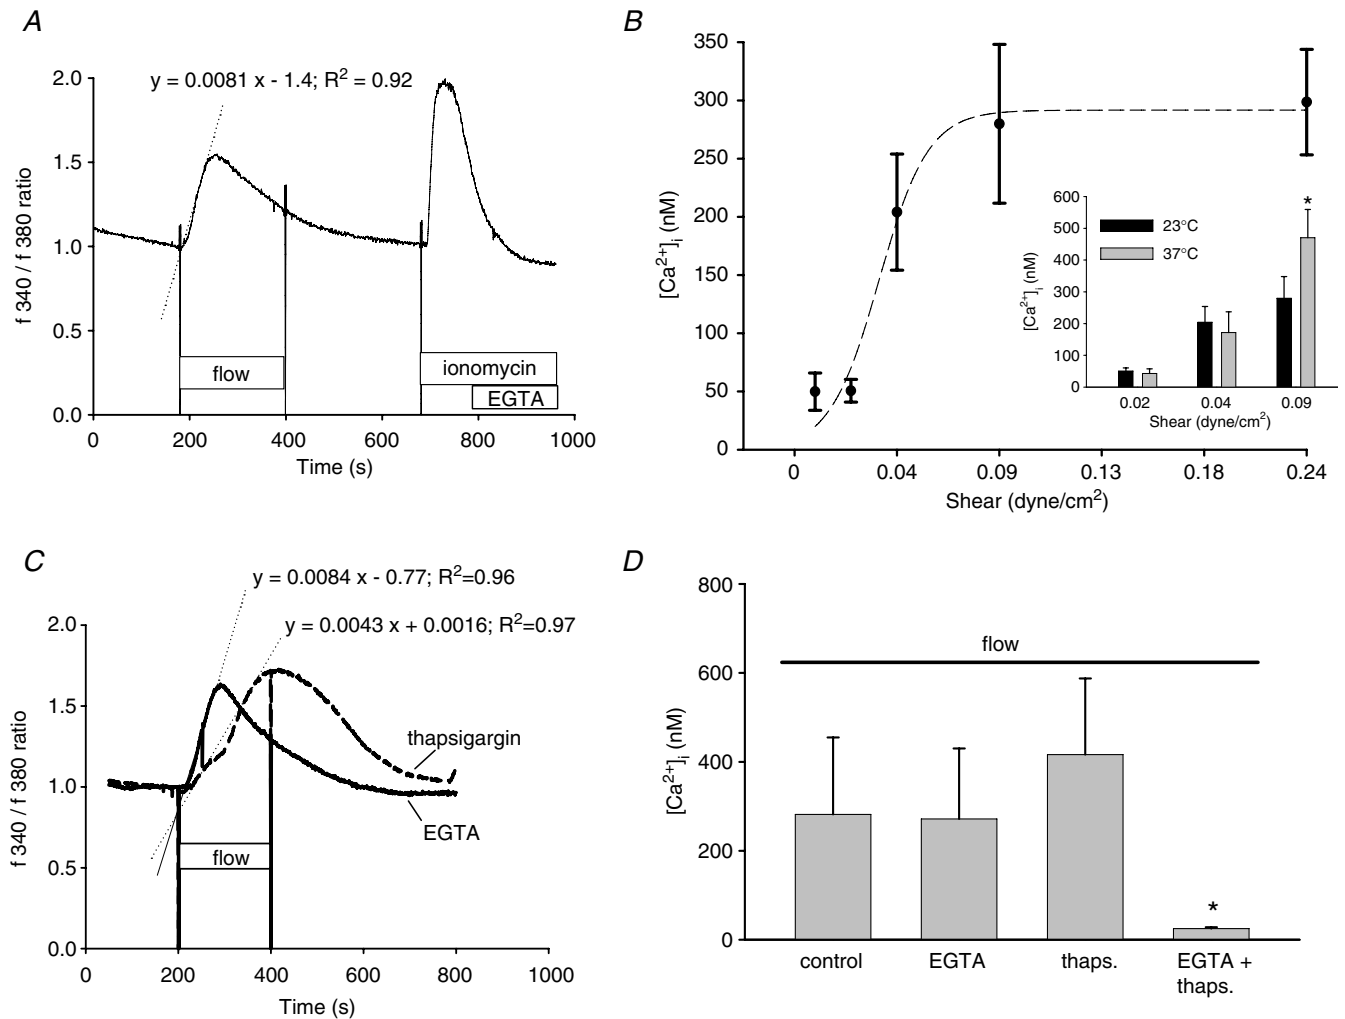 A
y = 0.0081 x - 1.4; R² = 0.92
2.0
1.5
1.0
0.5
0.0
f 340 / f 380 ratio
flow
ionomycin
EGTA
0 200 400 600 800 1000
Time (s)
B
350
300
250
200
150
100
50
0
[Ca²⁺]ᵢ (nM)
0 0.04 0.09 0.13 0.18 0.24
Shear (dyne/cm²)
600
500
400
300
200
100
0
[Ca²⁺]ᵢ (nM)
23°C
37°C
*
0.02 0.04 0.09
Shear (dyne/cm²)
C
y = 0.0084 x - 0.77; R²=0.96
y = 0.0043 x + 0.0016; R²=0.97
2.0
1.5
1.0
0.5
0.0
f 340 / f 380 ratio
thapsigargin
EGTA
flow
0 200 400 600 800 1000
Time (s)
D
800
600
400
200
0
[Ca²⁺]ᵢ (nM)
flow
*
control EGTA thaps. EGTA +
thaps.